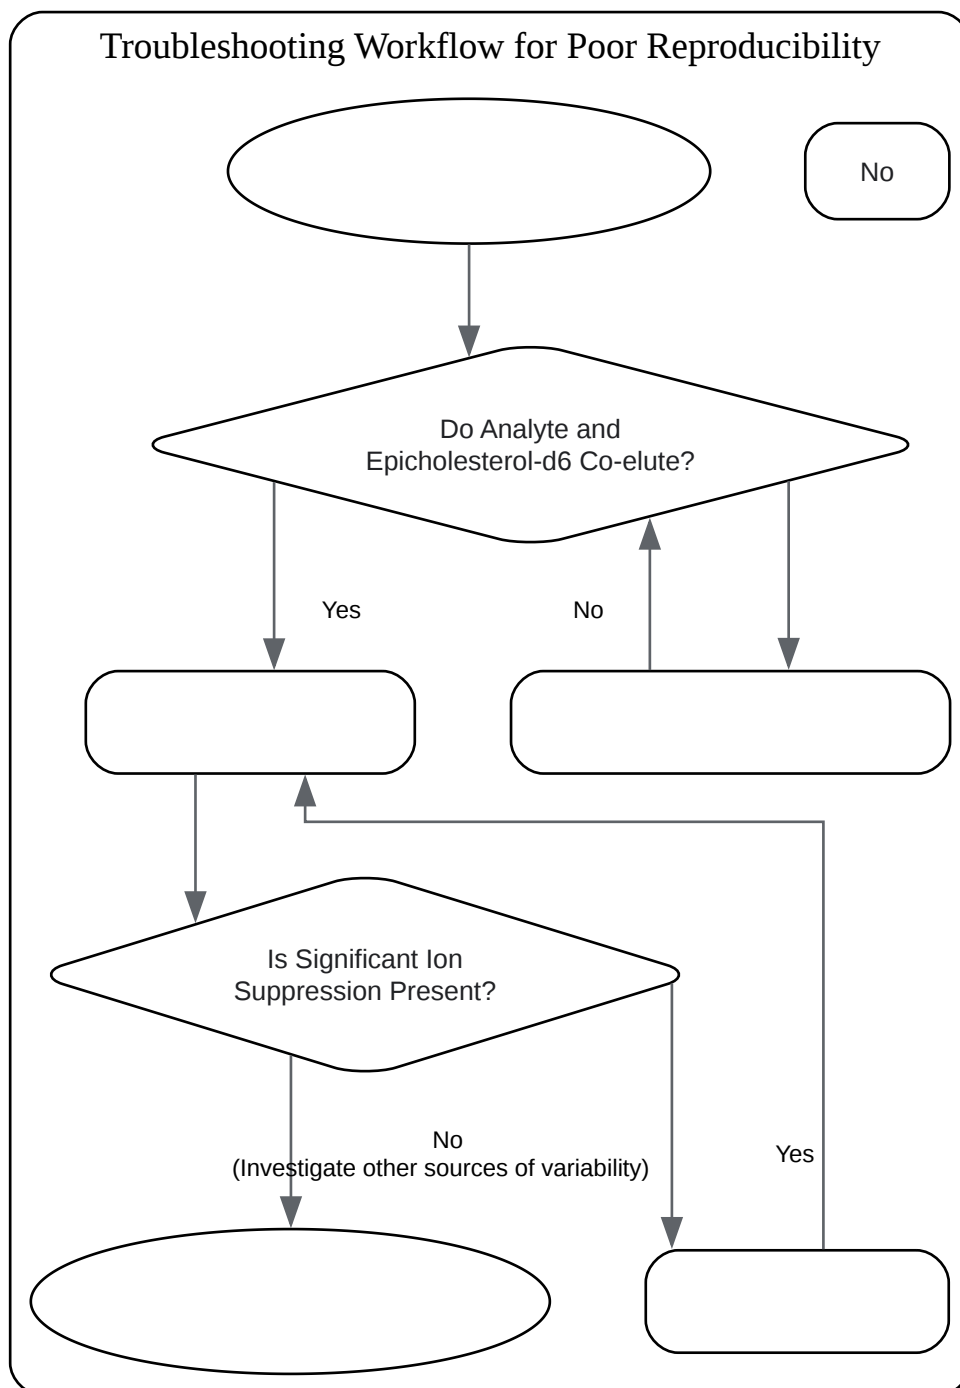 Troubleshooting Workflow for Poor Reproducibility
No
Do Analyte and
Epicholesterol-d6 Co-elute?
Yes
No
Is Significant Ion
Suppression Present?
No
(Investigate other sources of variability)
Yes